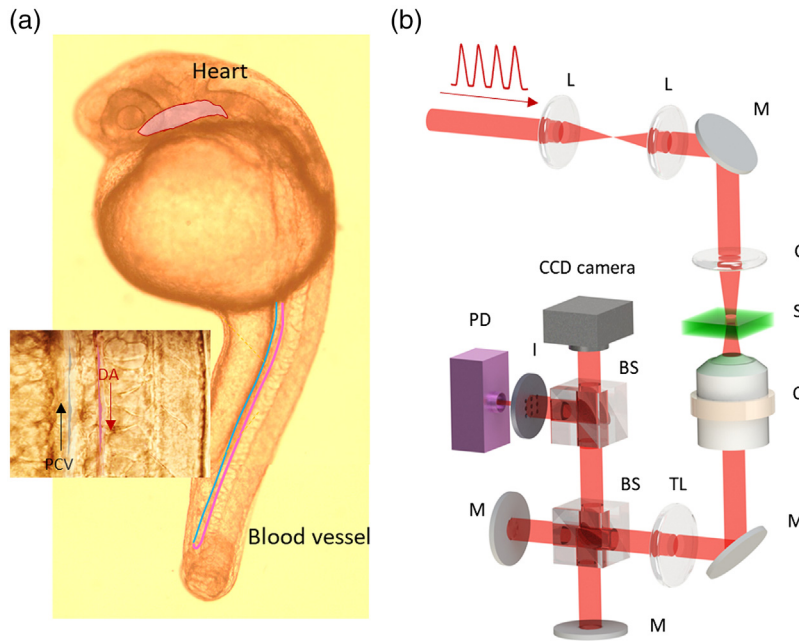 (a)
Heart
DA
PCV
Blood vessel
(b)
L
L
M
CCD camera
PD
I
BS
S
M
BS
TL
M
M